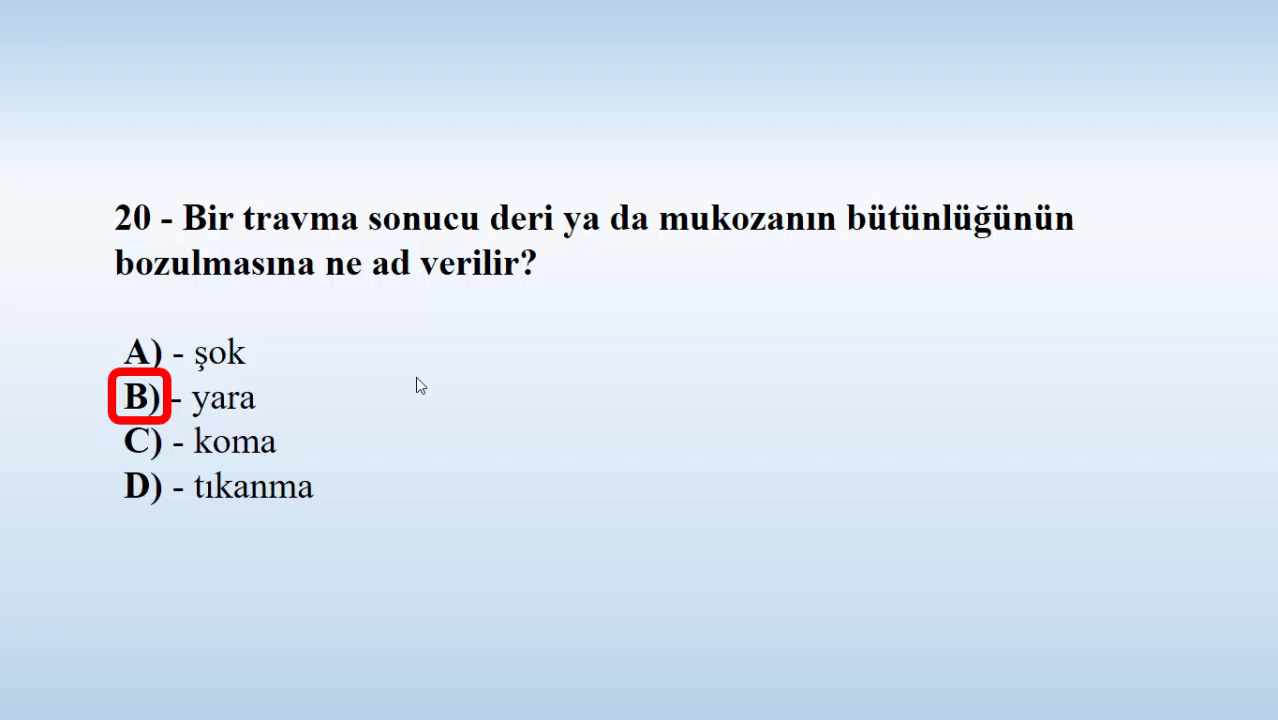 20 - Bir travma sonucu deri ya da mukozanın bütünlüğünün
bozulmasına ne ad verilir?
A) - şok
B) - yara
C) - koma
D) - tıkanma